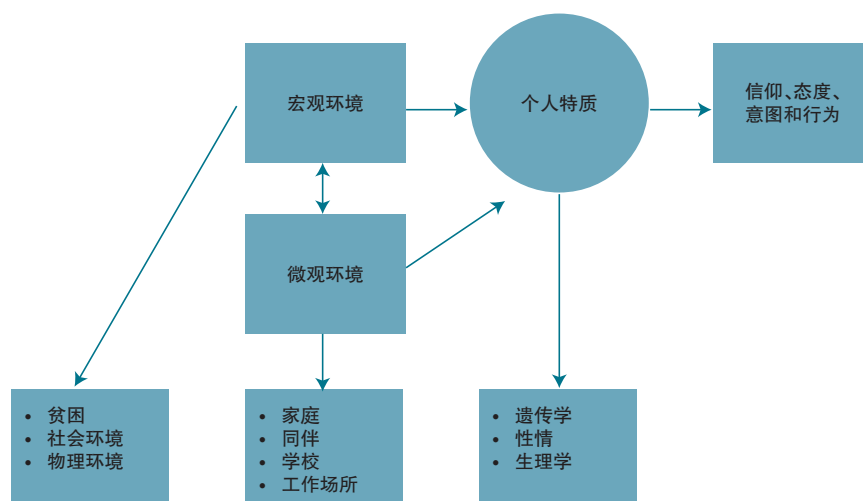 宏观环境
个人特质
信仰、态度、
意图和行为
微观环境
• 贫困
• 社会环境
• 物理环境
• 家庭
• 同伴
• 学校
• 工作场所
• 遗传学
• 性情
• 生理学